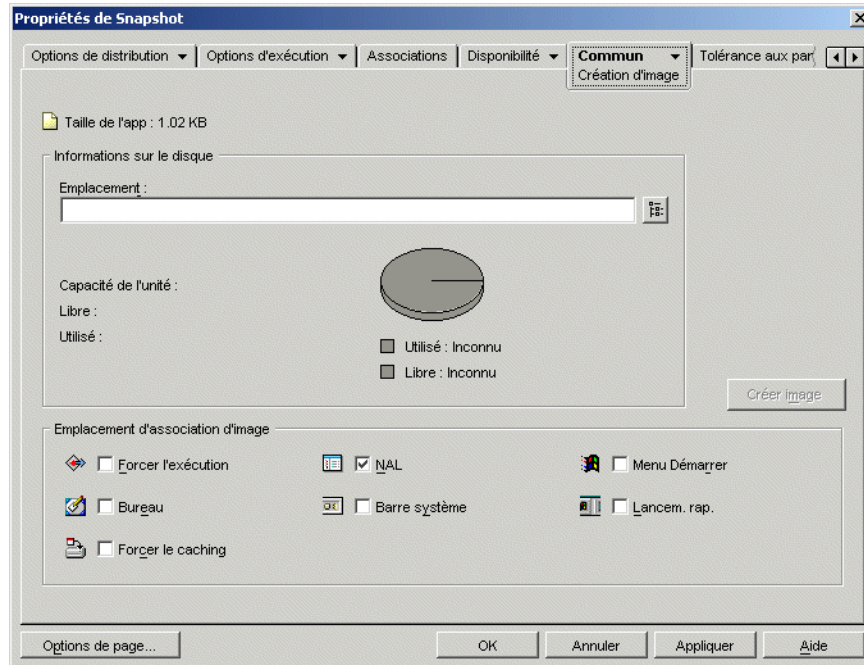 Propriétés de Snapshot
Options de distribution
Options d'exécution
Associations
Disponibilité
Commun
Tolérance aux par
Création d'image
Taille de l'app : 1.02 KB
Informations sur le disque
Emplacement :
Capacité de l'unité :
Libre :
Utilisé :
Utilisé : Inconnu
Libre : Inconnu
Créer image
Emplacement d'association d'image
Forcer l'exécution
NAL
Menu Démarrer
Bureau
Barre système
Lancem. rap.
Forçer le caching
Options de page...
OK
Annuler
Appliquer
Aide